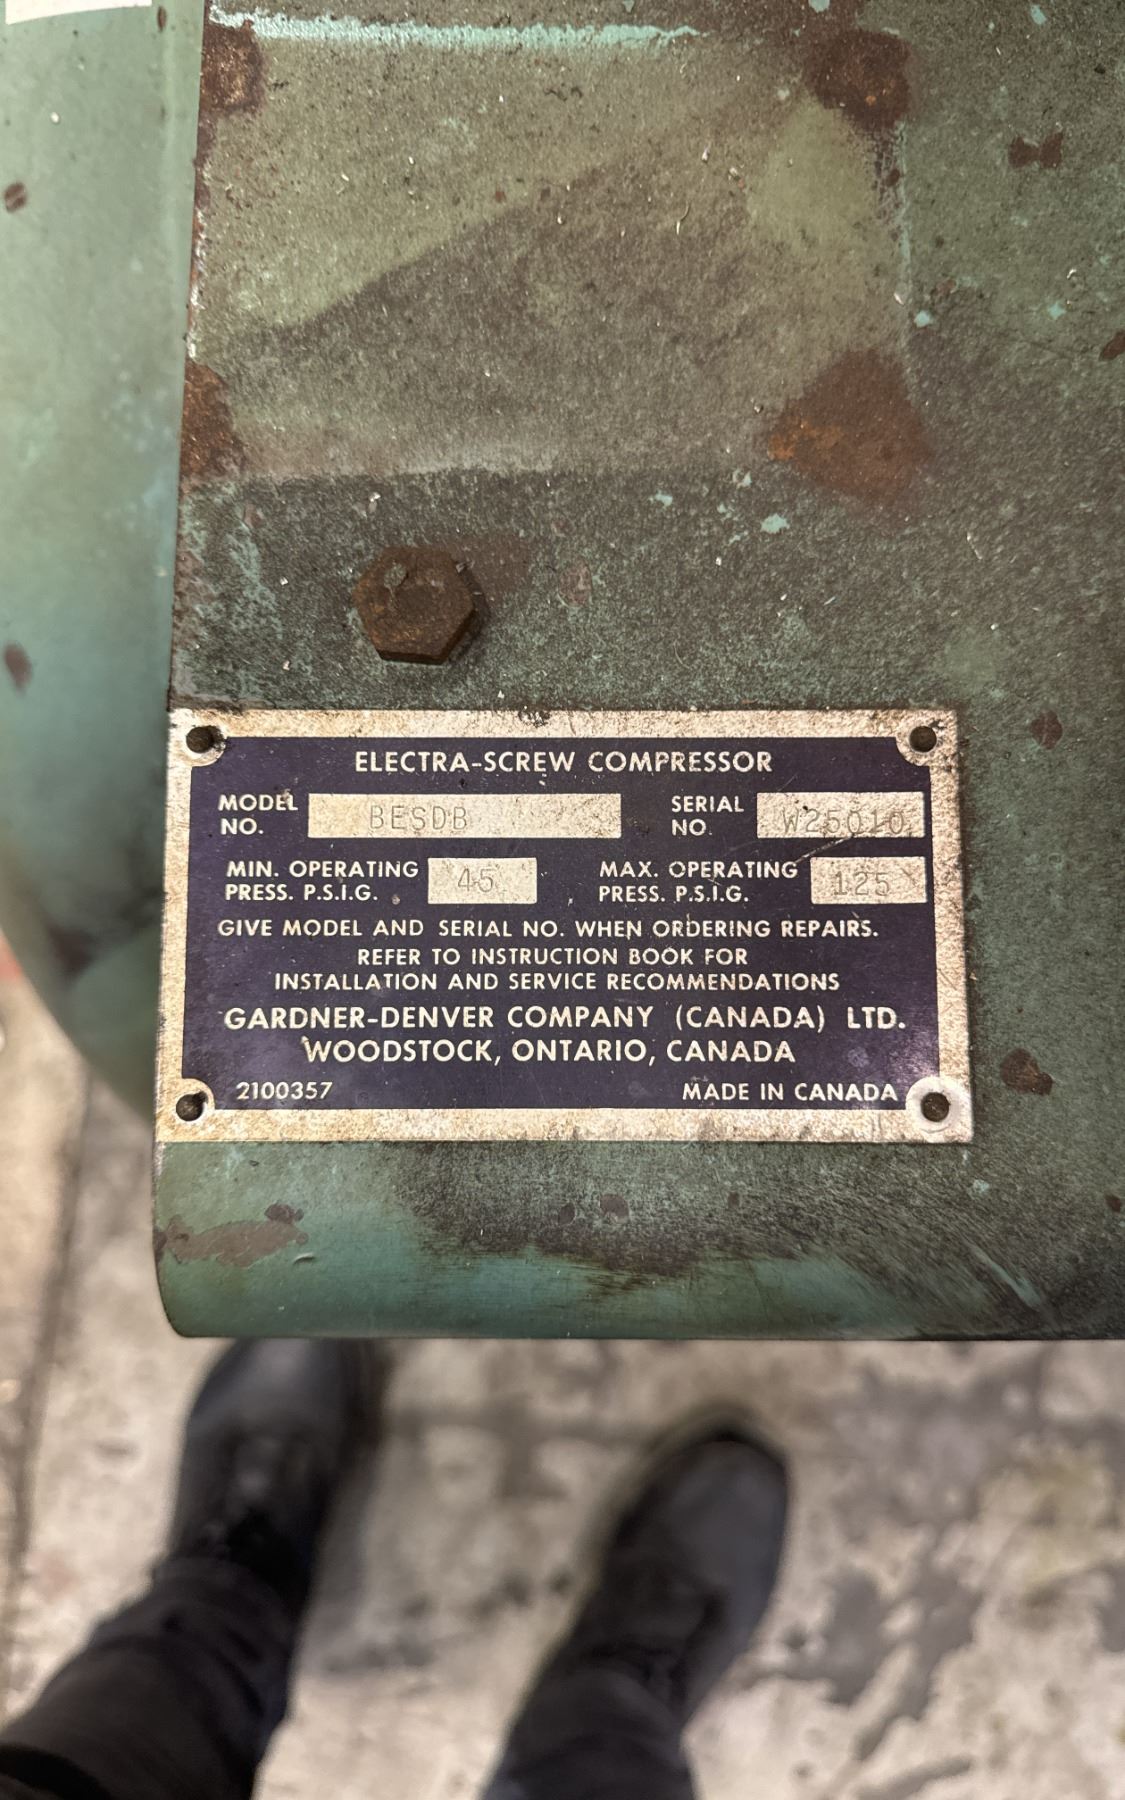 ELECTRA-SCREW COMPRESSOR
MODEL NO. BESDB SERIAL NO. W25010
MIN. OPERATING PRESS. P.S.I.G. 45 MAX. OPERATING PRESS. P.S.I.G. 125
GIVE MODEL AND SERIAL NO. WHEN ORDERING REPAIRS.
REFER TO INSTRUCTION BOOK FOR
INSTALLATION AND SERVICE RECOMMENDATIONS
GARDNER-DENVER COMPANY (CANADA) LTD.
WOODSTOCK, ONTARIO, CANADA
2100357 MADE IN CANADA